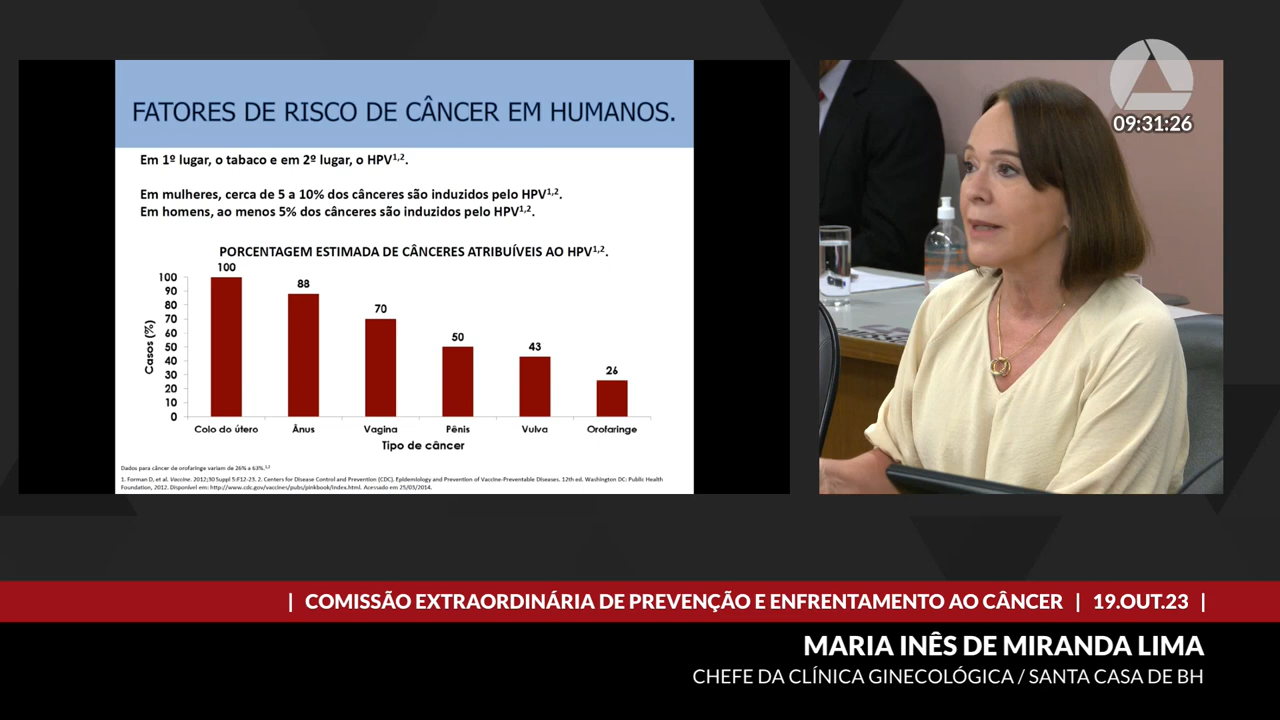 FATORES DE RISCO DE CÂNCER EM HUMANOS.
Em 1º lugar, o tabaco e em 2º lugar, o HPV1,2.
Em mulheres, cerca de 5 a 10% dos cânceres são induzidos pelo HPV1,2.
Em homens, ao menos 5% dos cânceres são induzidos pelo HPV1,2.
PORCENTAGEM ESTIMADA DE CÂNCERES ATRIBUÍVEIS AO HPV1,2.
Casos (%)
100
90
80
70
60
50
40
30
20
10
0
100
88
70
50
43
26
Colo do útero
Ânus
Vagina
Pênis
Vulva
Orofaringe
Tipo de câncer
Dados para câncer de orofaringe variam de 26% a 63%.1,2
1. Forman D, et al. Vaccine. 2012;30 Suppl 5:F12-23. 2. Centers for Disease Control and Prevention (CDC). Epidemiology and Prevention of Vaccine-Preventable Diseases. 12th ed. Washington DC: Public Health
Foundation, 2012. Disponível em: http://www.cdc.gov/vaccines/pubs/pinkbook/index.html. Acessado em 25/03/2014.
09:31:26
| COMISSÃO EXTRAORDINÁRIA DE PREVENÇÃO E ENFRENTAMENTO AO CÂNCER | 19.OUT.23 |
MARIA INÊS DE MIRANDA LIMA
CHEFE DA CLÍNICA GINECOLÓGICA / SANTA CASA DE BH